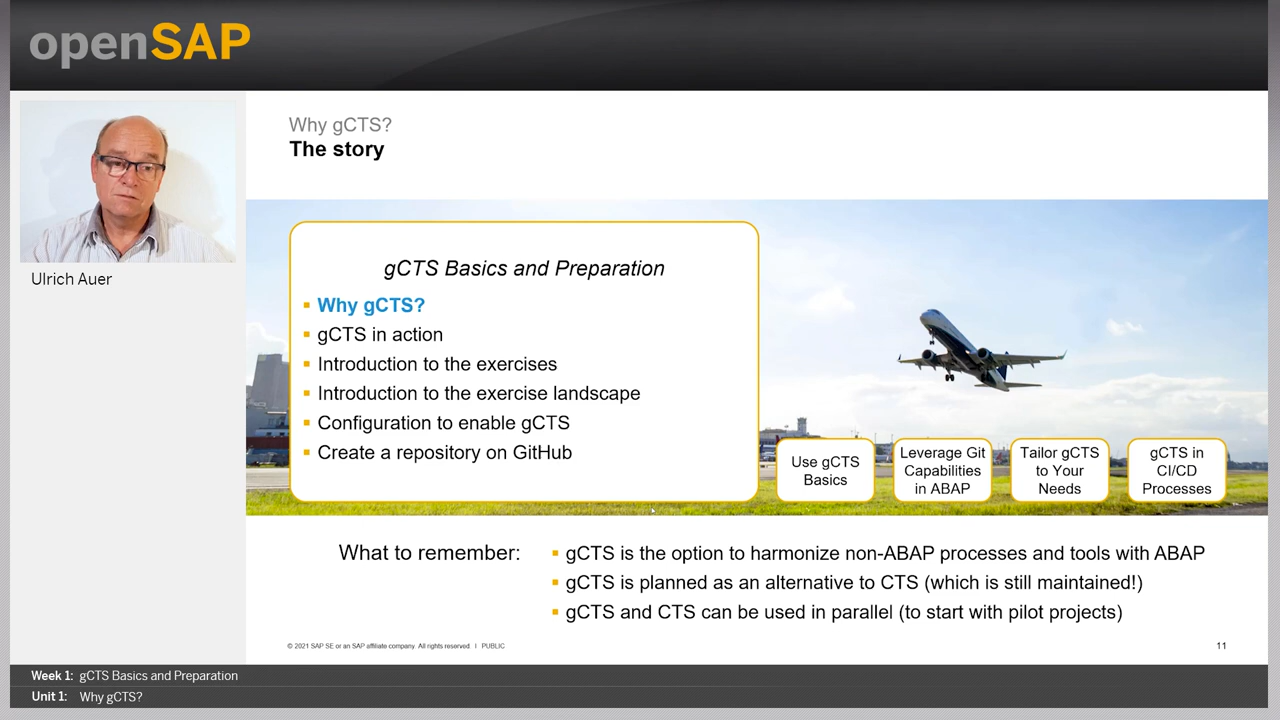 openSAP
Ulrich Auer
Why gCTS?
The story
gCTS Basics and Preparation
Why gCTS?
gCTS in action
Introduction to the exercises
Introduction to the exercise landscape
Configuration to enable gCTS
Create a repository on GitHub
Use gCTS
Basics
Leverage Git
Capabilities
in ABAP
Tailor gCTS
to Your
Needs
gCTS in
CI/CD
Processes
What to remember:
gCTS is the option to harmonize non-ABAP processes and tools with ABAP
gCTS is planned as an alternative to CTS (which is still maintained!)
gCTS and CTS can be used in parallel (to start with pilot projects)
© 2021 SAP SE or an SAP affiliate company. All rights reserved. I PUBLIC
11
Week 1: gCTS Basics and Preparation
Unit 1: Why gCTS?